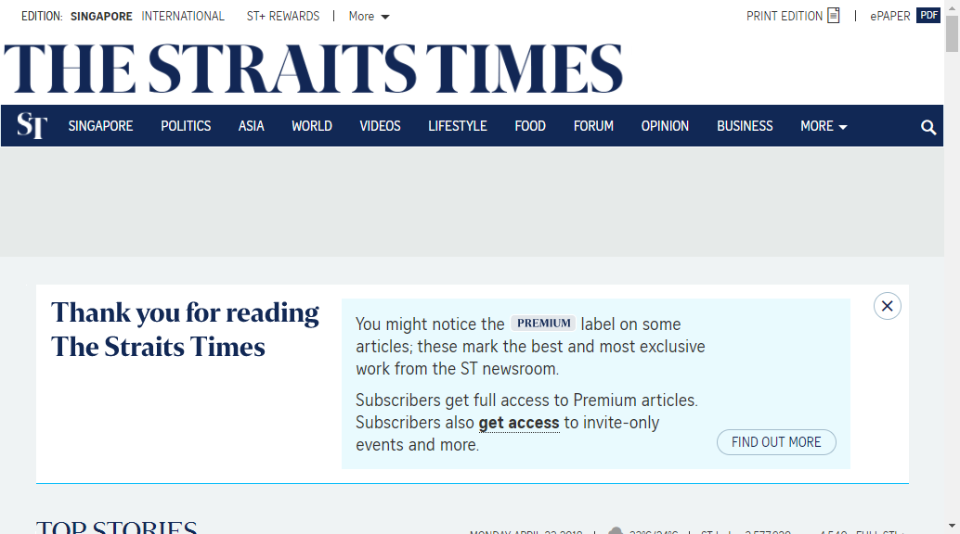 EDITION: SINGAPORE INTERNATIONAL ST+ REWARDS | More PRINT EDITION | ePAPER PDF
THE STRAITS TIMES
ST SINGAPORE POLITICS ASIA WORLD VIDEOS LIFESTYLE FOOD FORUM OPINION BUSINESS MORE
Thank you for reading
The Straits Times
You might notice the PREMIUM label on some
articles; these mark the best and most exclusive
work from the ST newsroom.
Subscribers get full access to Premium articles.
Subscribers also get access to invite-only
events and more.
FIND OUT MORE
TOP STORIES